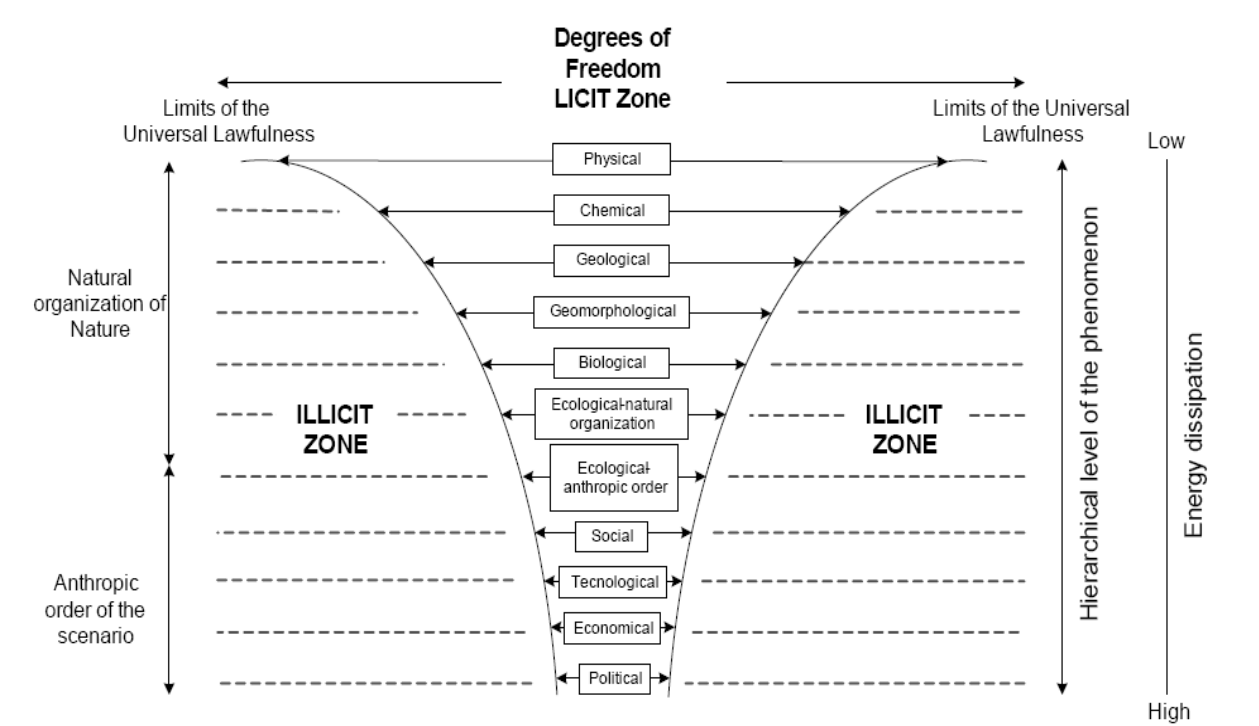 Degrees of
Freedom
LICIT Zone
Limits of the
Universal Lawfulness
Limits of the Universal
Lawfulness
Low
Physical
Chemical
Geological
Geomorphological
Biological
Ecological-natural
organization
Ecological-
anthropic order
Social
Tecnological
Economical
Political
Natural
organization of
Nature
ILLICIT
ZONE
ILLICIT
ZONE
Anthropic
order of the
scenario
Hierarchical level of the phenomenon
Energy dissipation
High